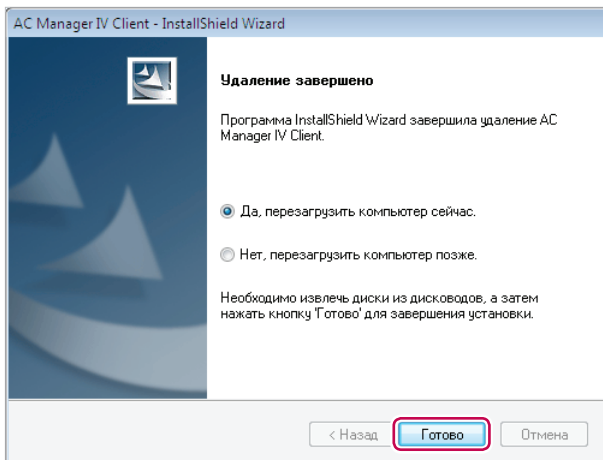 AC Manager IV Client - InstallShield Wizard
Удаление завершено
Программа InstallShield Wizard завершила удаление AC
Manager IV Client.
Да, перезагрузить компьютер сейчас.
Нет, перезагрузить компьютер позже.
Необходимо извлечь диски из дисководов, а затем
нажать кнопку 'Готово' для завершения установки.
< Назад Готово Отмена